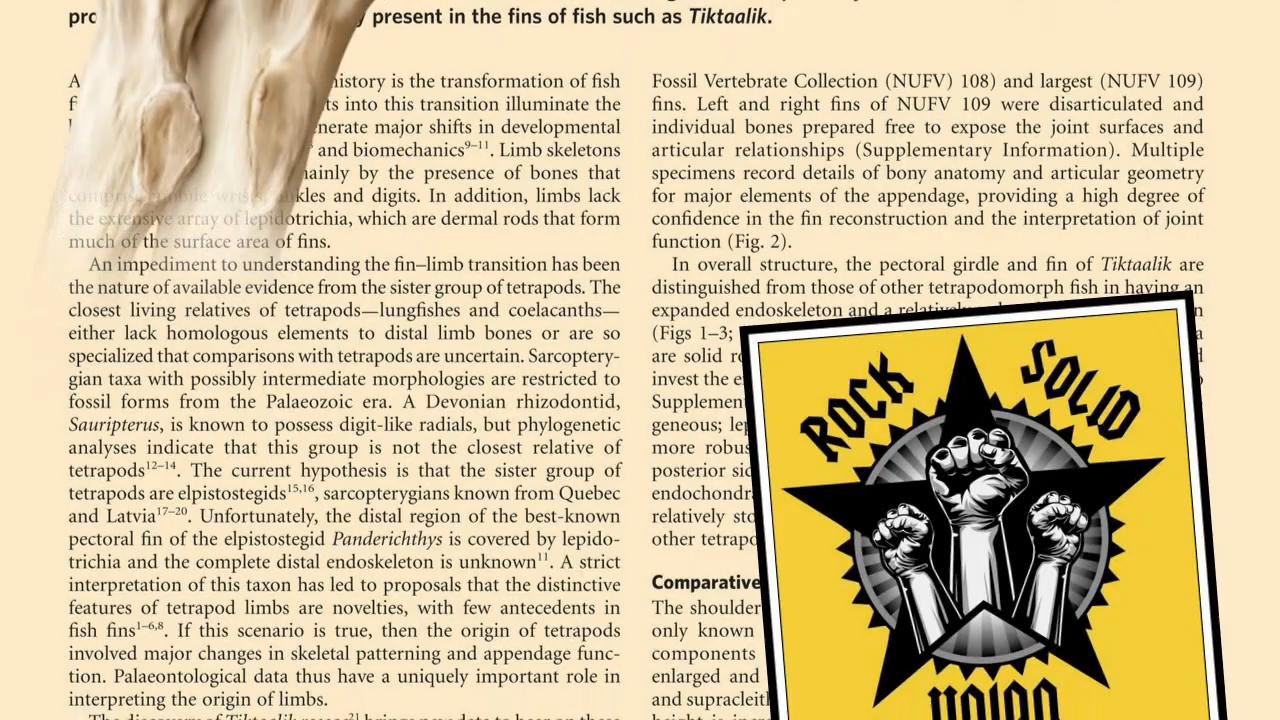 pro
present in the fins of fish such as Tiktaalik.
A
history is the transformation of fish
into this transition illuminate the
major shifts in developmental
and biomechanics9–11. Limb skeletons
by the presence of bones that
and digits. In addition, limbs lack
the extensive array of lepidotrichia, which are dermal rods that form
much of the surface area of fins.
An impediment to understanding the fin–limb transition has been
the nature of available evidence from the sister group of tetrapods. The
closest living relatives of tetrapods—lungfishes and coelacanths—
either lack homologous elements to distal limb bones or are so
specialized that comparisons with tetrapods are uncertain. Sarcoptery-
gian taxa with possibly intermediate morphologies are restricted to
fossil forms from the Palaeozoic era. A Devonian rhizodontid,
Sauripterus, is known to possess digit-like radials, but phylogenetic
analyses indicate that this group is not the closest relative of
tetrapods12–14. The current hypothesis is that the sister group of
tetrapods are elpistostegids15,16, sarcopterygians known from Quebec
and Latvia17–20. Unfortunately, the distal region of the best-known
pectoral fin of the elpistostegid Panderichthys is covered by lepido-
trichia and the complete distal endoskeleton is unknown11. A strict
interpretation of this taxon has led to proposals that the distinctive
features of tetrapod limbs are novelties, with few antecedents in
fish fins1–6,8. If this scenario is true, then the origin of tetrapods
involved major changes in skeletal patterning and appendage func-
tion. Palaeontological data thus have a uniquely important role in
interpreting the origin of limbs.
The discovery of Tiktaalik roseae21 brings new data to bear on these
Fossil Vertebrate Collection (NUFV) 108) and largest (NUFV 109)
fins. Left and right fins of NUFV 109 were disarticulated and
individual bones prepared free to expose the joint surfaces and
articular relationships (Supplementary Information). Multiple
specimens record details of bony anatomy and articular geometry
for major elements of the appendage, providing a high degree of
confidence in the fin reconstruction and the interpretation of joint
function (Fig. 2).
In overall structure, the pectoral girdle and fin of Tiktaalik are
distinguished from those of other tetrapodomorph fish in having an
expanded endoskeleton and a
(Figs 1–3;
are solid
invest the
Supplement
geneous;
more robus
posterior
endochondr
relatively
other tetrapo
Comparative
The shoulder
only known
components
enlarged and
and supracleith
height is
ROCK SOLID
UNION